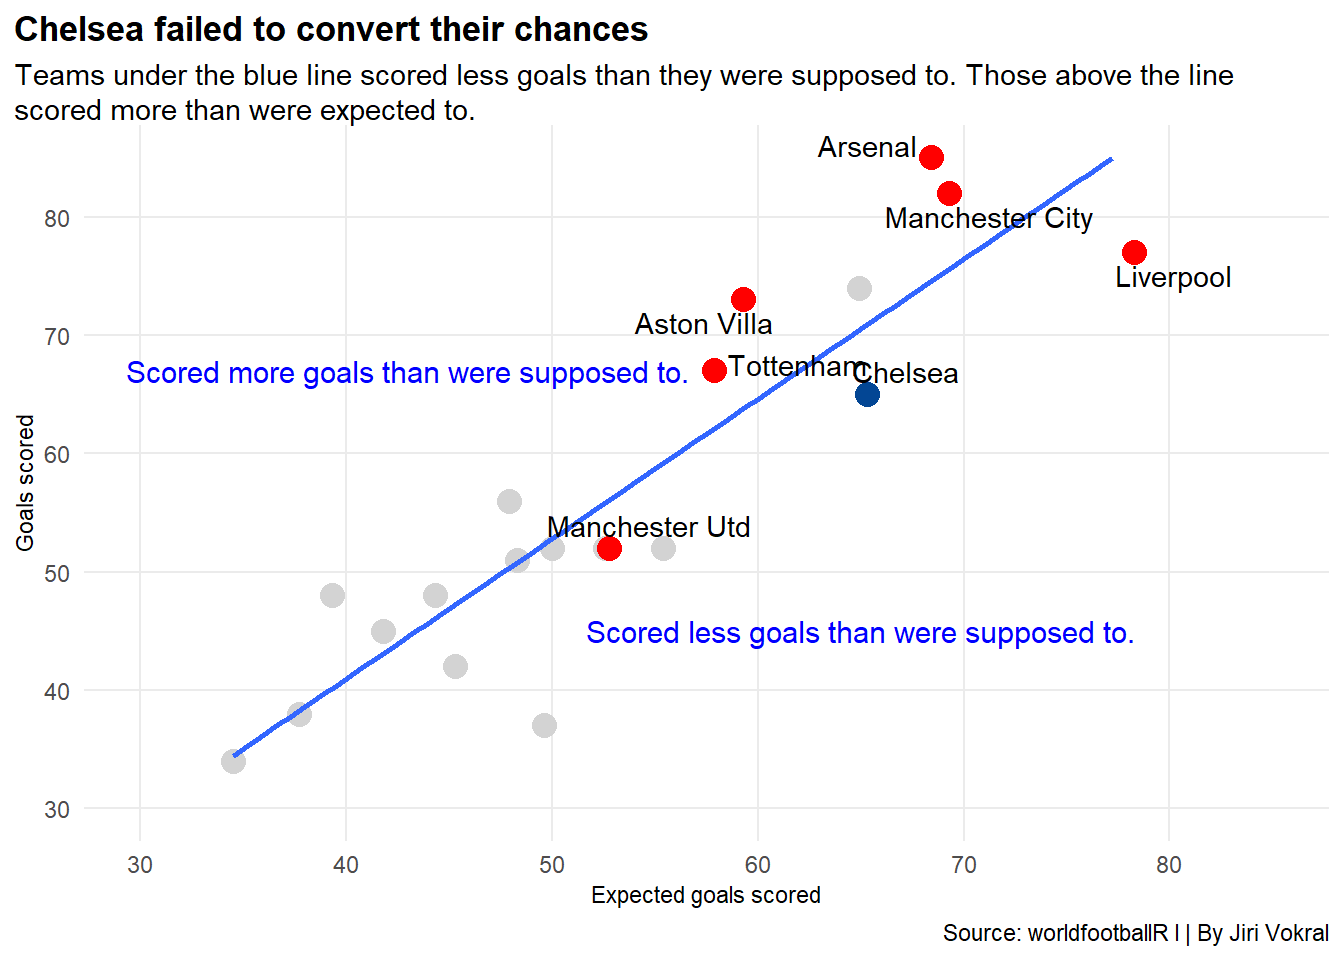 Chelsea failed to convert their chances
Teams under the blue line scored less goals than they were supposed to. Those above the line
scored more than were expected to.
Arsenal
Manchester City
Liverpool
Aston Villa
Tottenham
Chelsea
Scored more goals than were supposed to.
Manchester Utd
Scored less goals than were supposed to.
Goals scored
80
70
60
50
40
30
30 40 50 60 70 80
Expected goals scored
Source: worldfootballR l | By Jiri Vokral